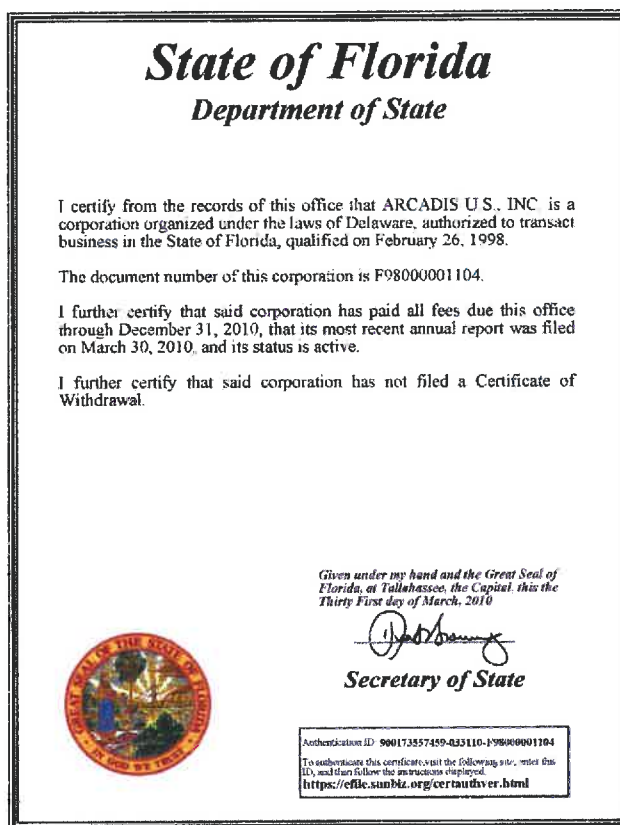 State of Florida
Department of State
I certify from the records of this office that ARCADIS U S., INC is a
corporation organized under the laws of Delaware, authorized to transact
business in the State of Florida, qualified on February 26, 1998.
The document number of this corporation is F98000001104.
I further certify that said corporation has paid all fees due this office
through December 31, 2010, that its most recent annual report was filed
on March 30, 2010, and its status is active.
I further certify that said corporation has not filed a Certificate of
Withdrawal.
Given under my hand and the Great Seal of
Florida, at Tallahassee, the Capital, this the
Thirty First day of March, 2010
Secretary of State
GREAT SEAL OF THE STATE OF FLORIDA
IN GOD WE TRUST
Authentication ID 900173557459-033110-F98000001104
To authenticate this certificate,visit the following site, enter this
ID, and then follow the instructions displayed.
https://efile.sunbiz.org/certauthver.html